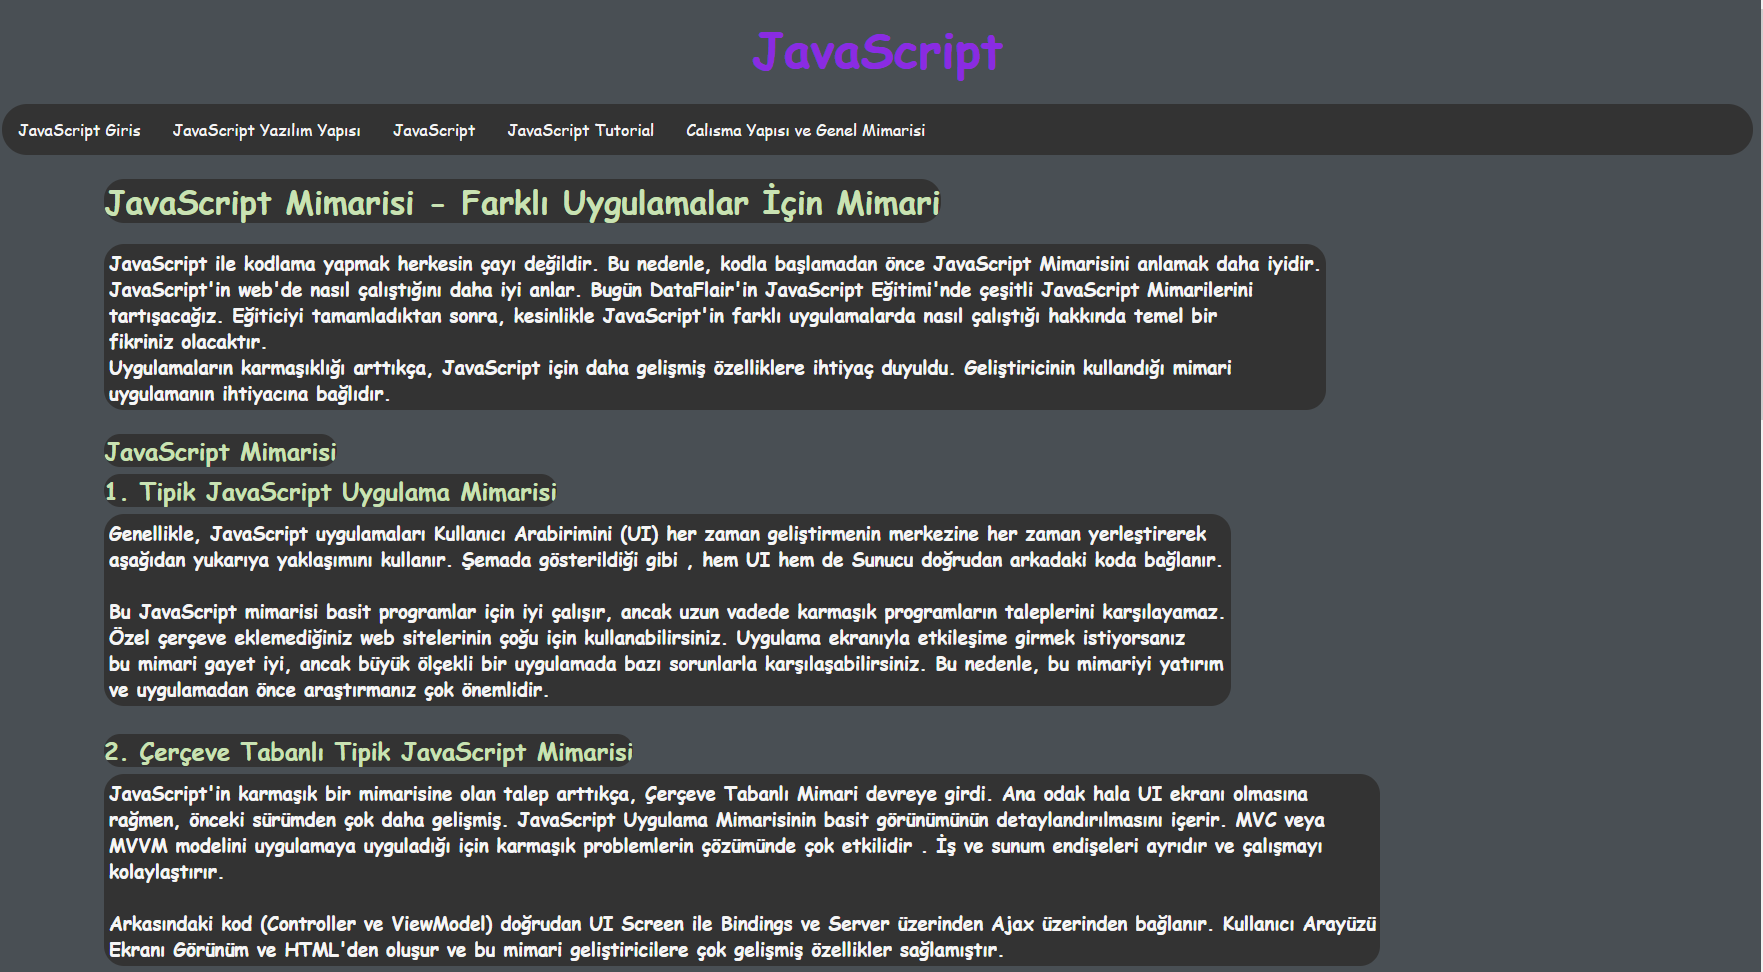 JavaScript
JavaScript Giris JavaScript Yazılım Yapısı JavaScript JavaScript Tutorial Calısma Yapısı ve Genel Mimarisi
JavaScript Mimarisi - Farklı Uygulamalar İçin Mimari
JavaScript ile kodlama yapmak herkesin çayı değildir. Bu nedenle, kodla başlamadan önce JavaScript Mimarisini anlamak daha iyidir.
JavaScript'in web'de nasıl çalıştığını daha iyi anlar. Bugün DataFlair'in JavaScript Eğitimi'nde çeşitli JavaScript Mimarilerini
tartışacağız. Eğiticiyi tamamladıktan sonra, kesinlikle JavaScript'in farklı uygulamalarda nasıl çalıştığı hakkında temel bir
fikriniz olacaktır.
Uygulamaların karmaşıklığı arttıkça, JavaScript için daha gelişmiş özelliklere ihtiyaç duyuldu. Geliştiricinin kullandığı mimari
uygulamanın ihtiyacına bağlıdır.
JavaScript Mimarisi
1. Tipik JavaScript Uygulama Mimarisi
Genellikle, JavaScript uygulamaları Kullanıcı Arabirimini (UI) her zaman geliştirmenin merkezine her zaman yerleştirerek
aşağıdan yukarıya yaklaşımını kullanır. Şemada gösterildiği gibi , hem UI hem de Sunucu doğrudan arkadaki koda bağlanır.
Bu JavaScript mimarisi basit programlar için iyi çalışır, ancak uzun vadede karmaşık programların taleplerini karşılayamaz.
Özel çerçeve eklemediğiniz web sitelerinin çoğu için kullanabilirsiniz. Uygulama ekranıyla etkileşime girmek istiyorsanız
bu mimari gayet iyi, ancak büyük ölçekli bir uygulamada bazı sorunlarla karşılaşabilirsiniz. Bu nedenle, bu mimariyi yatırım
ve uygulamadan önce araştırmanız çok önemlidir.
2. Çerçeve Tabanlı Tipik JavaScript Mimarisi
JavaScript'in karmaşık bir mimarisine olan talep arttıkça, Çerçeve Tabanlı Mimari devreye girdi. Ana odak hala UI ekranı olmasına
rağmen, önceki sürümden çok daha gelişmiş. JavaScript Uygulama Mimarisinin basit görünümünün detaylandırılmasını içerir. MVC veya
MVVM modelini uygulamaya uyguladığı için karmaşık problemlerin çözümünde çok etkilidir . İş ve sunum endişeleri ayrıdır ve çalışmayı
kolaylaştırır.
Arkasındaki kod (Controller ve ViewModel) doğrudan UI Screen ile Bindings ve Server üzerinden Ajax üzerinden bağlanır. Kullanıcı Arayüzü
Ekranı Görünüm ve HTML'den oluşur ve bu mimari geliştiricilere çok gelişmiş özellikler sağlamıştır.